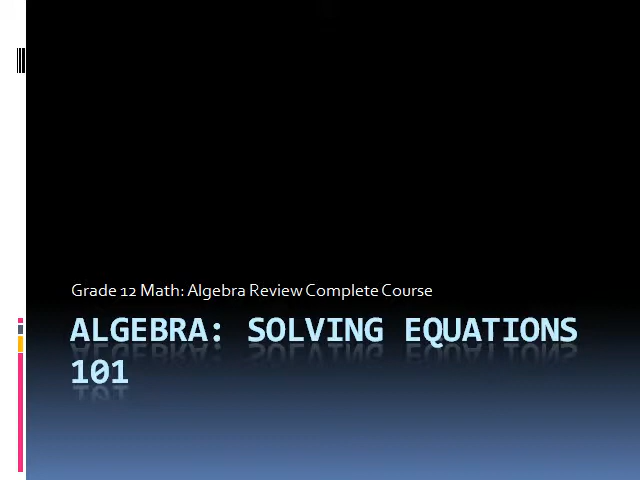 Grade 12 Math: Algebra Review Complete Course
ALGEBRA: SOLVING EQUATIONS
101